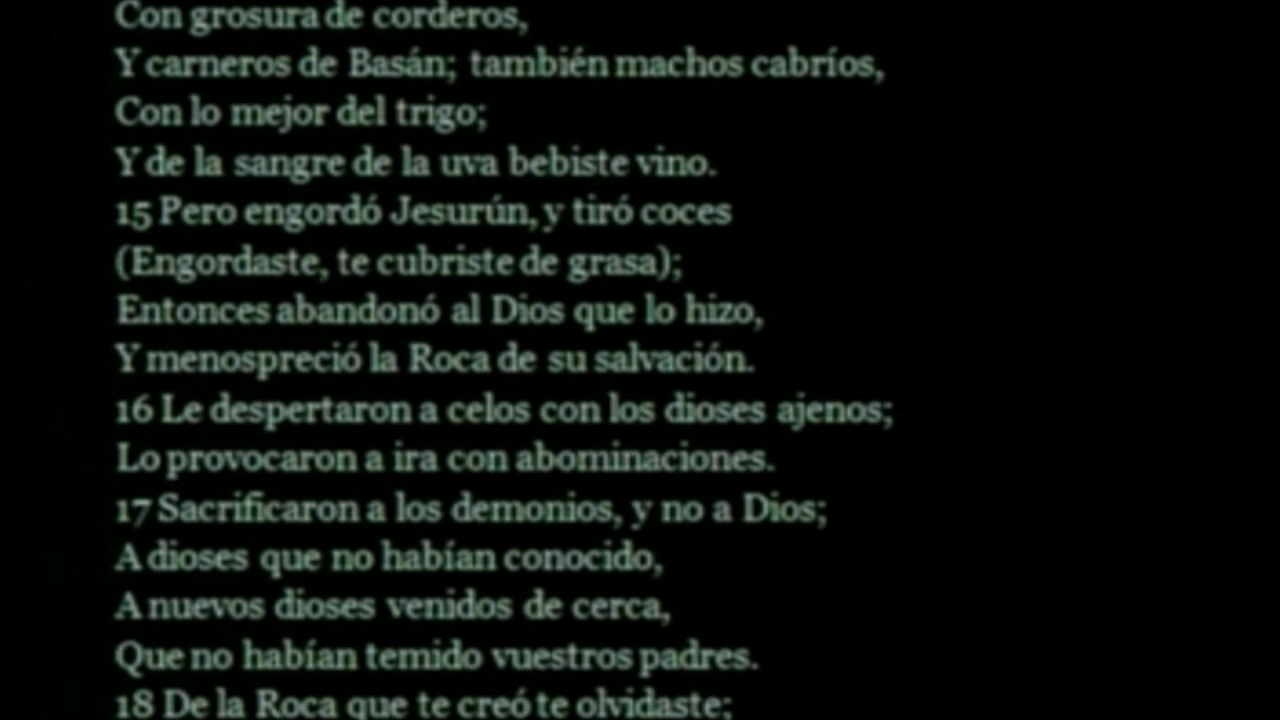 Con grosura de corderos,
Y carneros de Basán; también machos cabríos,
Con lo mejor del trigo;
Y de la sangre de la uva bebiste vino.
15 Pero engordó Jesurún, y tiró coces
(Engordaste, te cubriste de grasa);
Entonces abandonó al Dios que lo hizo,
Y menospreció la Roca de su salvación.
16 Le despertaron a celos con los dioses ajenos;
Lo provocaron a ira con abominaciones.
17 Sacrificaron a los demonios, y no a Dios;
A dioses que no habían conocido,
A nuevos dioses venidos de cerca,
Que no habían temido vuestros padres.
18 De la Roca que te creó te olvidaste;